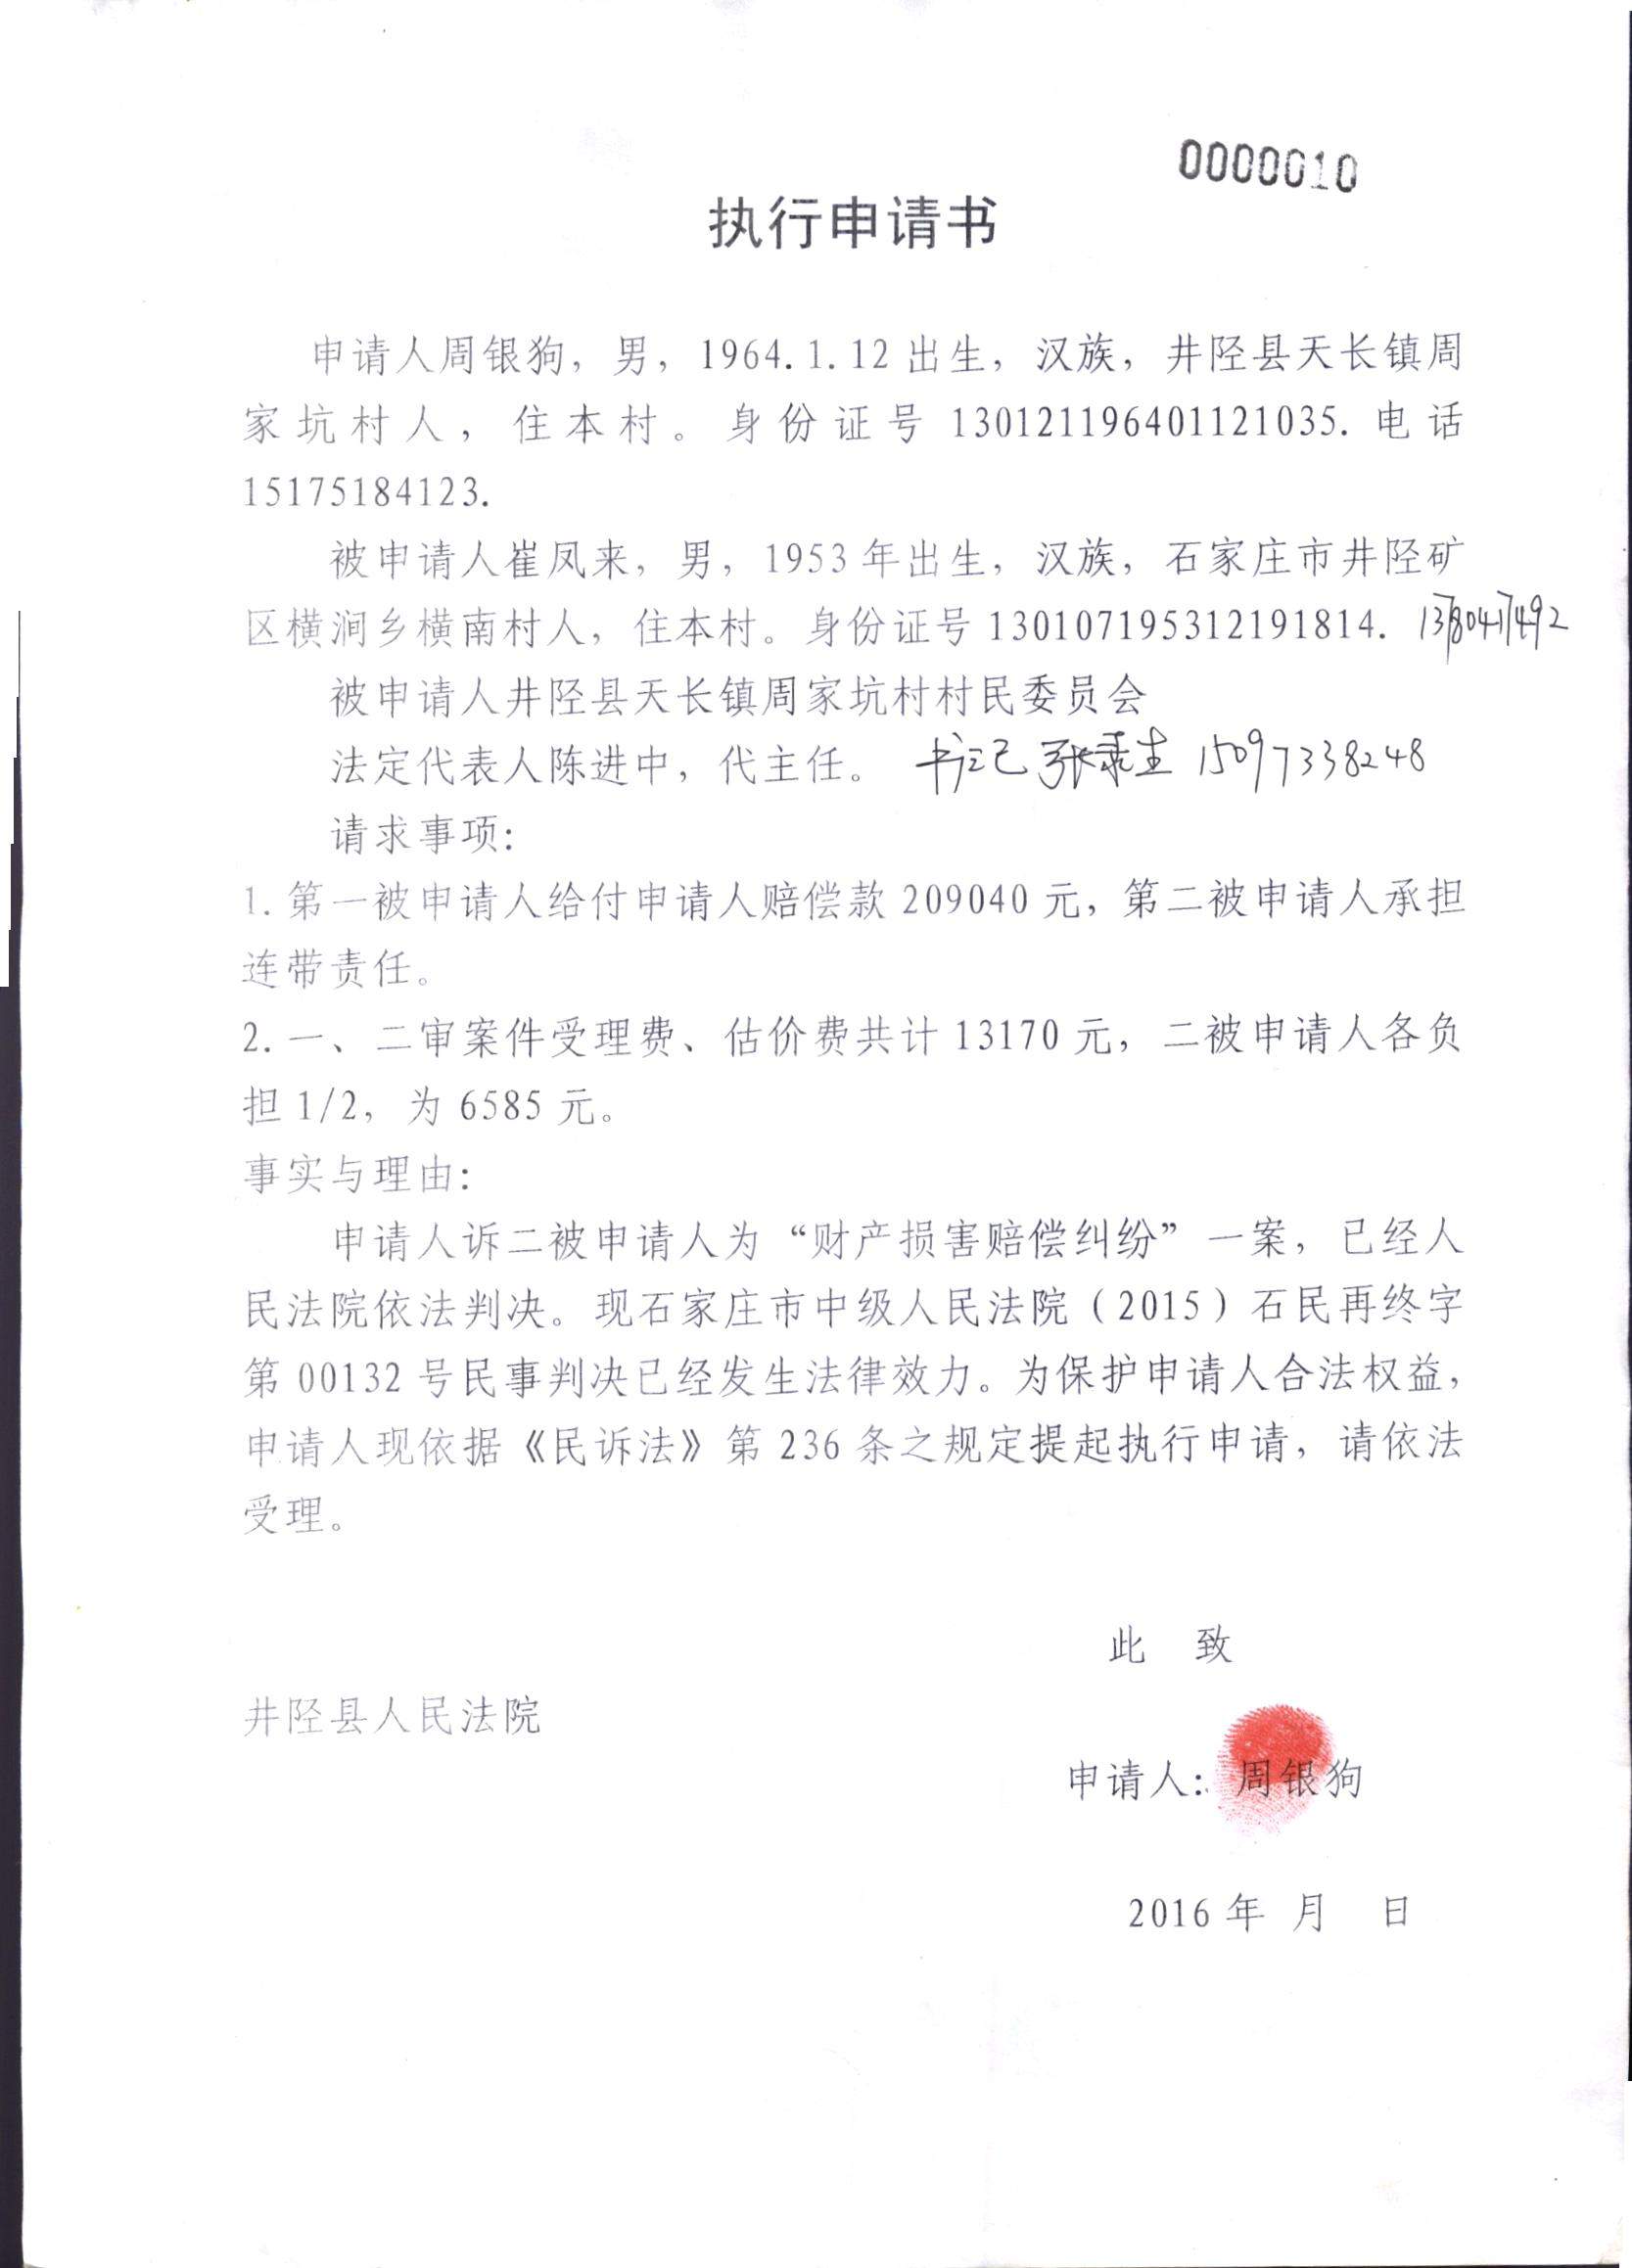 0000010
执行申请书
申请人周银狗，男，1964.1.12出生，汉族，井陉县天长镇周
家坑村人，住本村。身份证号130121196401121035.电话
15175184123.
被申请人崔凤来，男，1953年出生，汉族，石家庄市井陉矿
区横涧乡横南村人，住本村。身份证号130107195312191814.
被申请人井陉县天长镇周家坑村村民委员会
法定代表人陈进中，代主任。 书记 15097338248
请求事项：
1.第一被申请人给付申请人赔偿款209040元，第二被申请人承担
连带责任。
2.一、二审案件受理费、估价费共计13170元，二被申请人各负
担1/2，为6585元。
事实与理由：
申请人诉二被申请人为“财产损害赔偿纠纷”一案，已经人
民法院依法判决。现石家庄市中级人民法院（2015）石民再终字
第00132号民事判决已经发生法律效力。为保护申请人合法权益，
申请人现依据《民诉法》第236条之规定提起执行申请，请依法
受理。
此 致
井陉县人民法院
申请人：周银狗
2016年 月 日